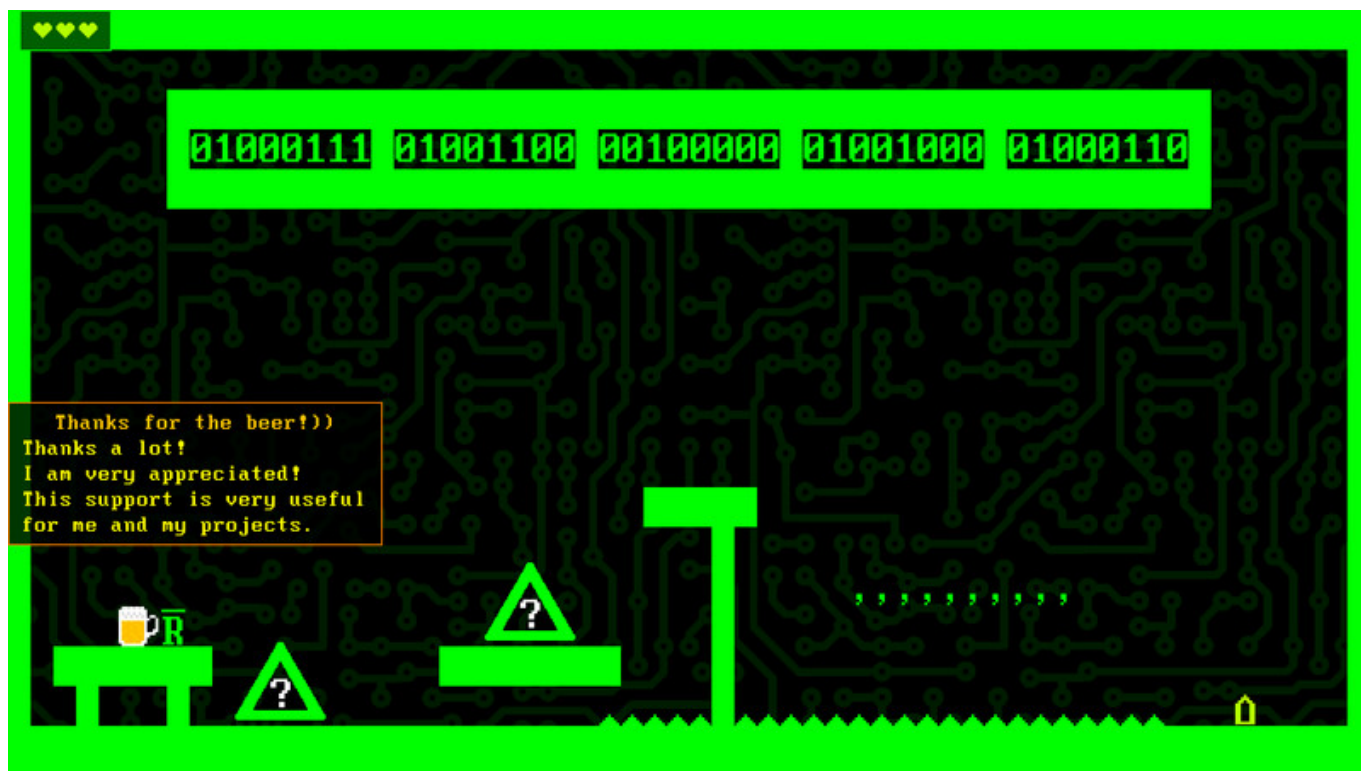 01000111 01001100 00100000 01001000 01000110
Thanks for the beer!))
Thanks a lot!
I am very appreciated!
This support is very useful
for me and my projects.
?
R
?
, , , , , , , , , ,